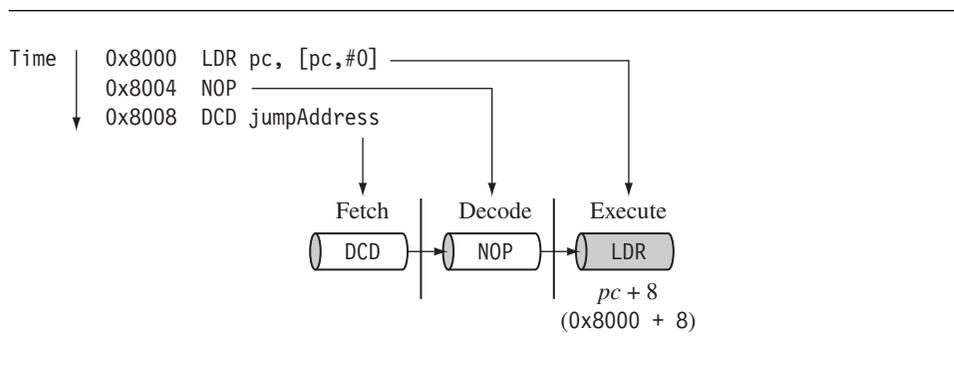 Time 0x8000 LDR pc, [pc,#0]
0x8004 NOP
0x8008 DCD jumpAddress
Fetch Decode Execute
DCD NOP LDR
pc + 8
(0x8000 + 8)